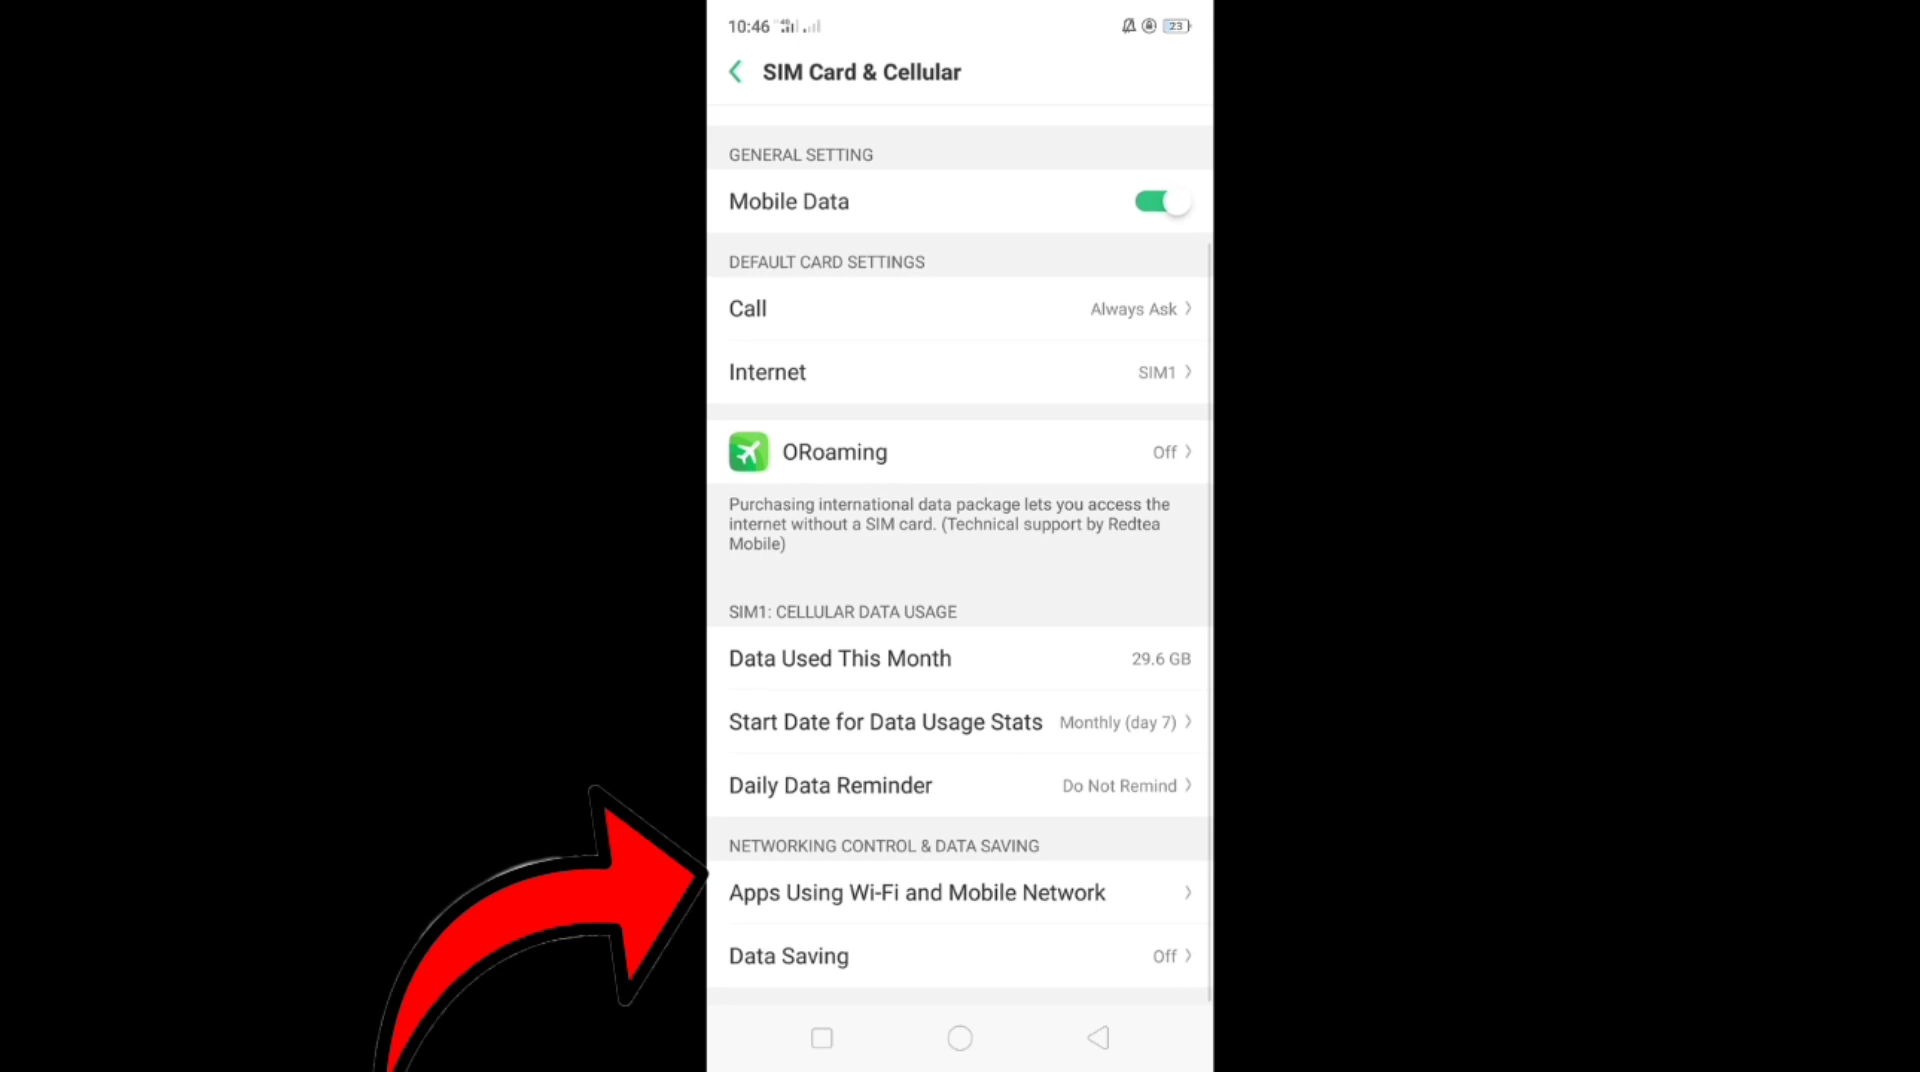 10:46 4G 23
SIM Card & Cellular
GENERAL SETTING
Mobile Data
DEFAULT CARD SETTINGS
Call Always Ask
Internet SIM1
ORoaming Off
Purchasing international data package lets you access the
internet without a SIM card. (Technical support by Redtea
Mobile)
SIM1: CELLULAR DATA USAGE
Data Used This Month 29.6 GB
Start Date for Data Usage Stats Monthly (day 7)
Daily Data Reminder Do Not Remind
NETWORKING CONTROL & DATA SAVING
Apps Using Wi-Fi and Mobile Network
Data Saving Off